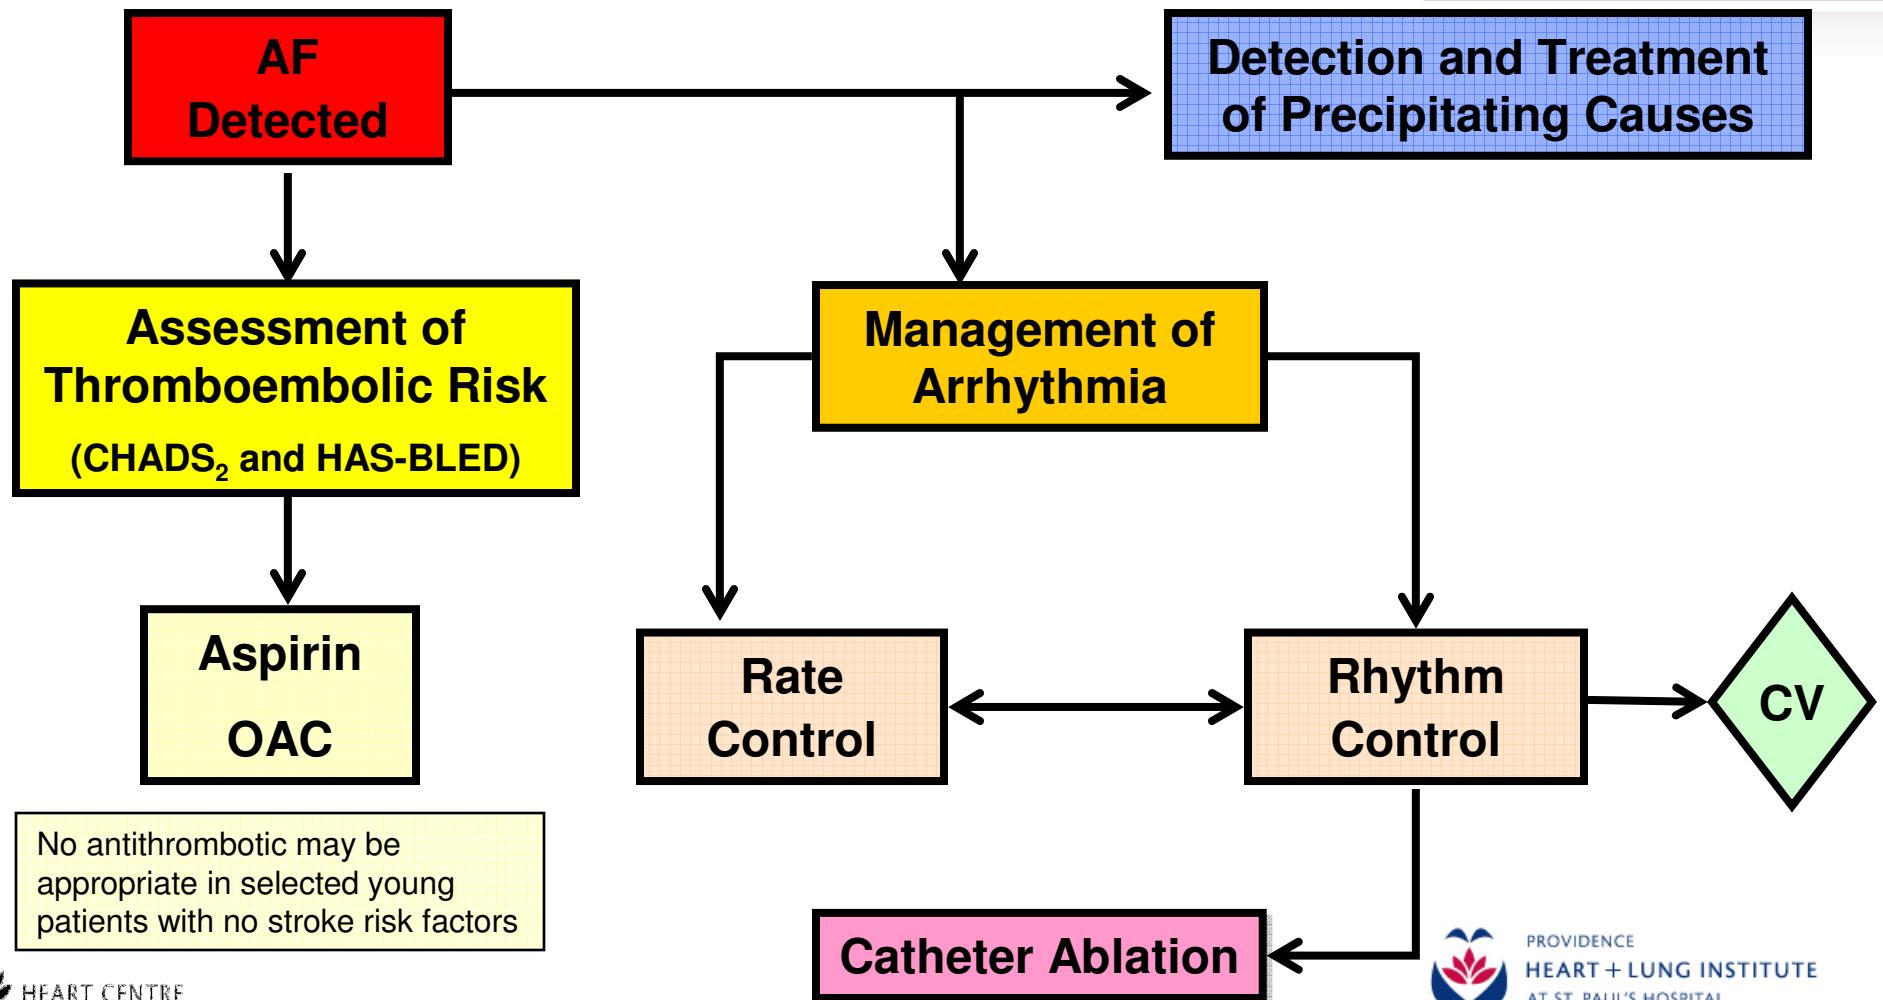 AF
Detected
Detection and Treatment
of Precipitating Causes
Assessment of
Thromboembolic Risk
(CHADS₂ and HAS-BLED)
Management of
Arrhythmia
Aspirin
OAC
Rate
Control
Rhythm
Control
CV
No antithrombotic may be
appropriate in selected young
patients with no stroke risk factors
Catheter Ablation
HEART CENTRE
PROVIDENCE
HEART + LUNG INSTITUTE
AT ST. PAUL'S HOSPITAL